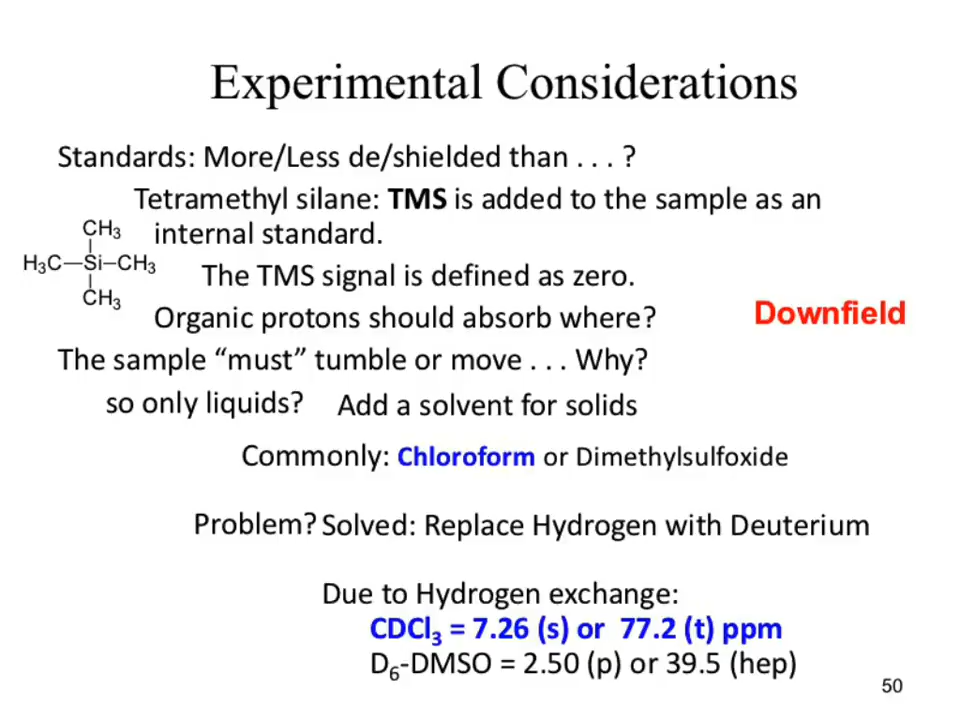 Experimental Considerations
Standards: More/Less de/shielded than . . . ?
Tetramethyl silane: TMS is added to the sample as an
internal standard.
CH₃
H₃C—Si—CH₃
CH₃
The TMS signal is defined as zero.
Organic protons should absorb where?
Downfield
The sample “must” tumble or move . . . Why?
so only liquids? Add a solvent for solids
Commonly: Chloroform or Dimethylsulfoxide
Problem? Solved: Replace Hydrogen with Deuterium
Due to Hydrogen exchange:
CDCl₃ = 7.26 (s) or 77.2 (t) ppm
D₆-DMSO = 2.50 (p) or 39.5 (hep)
50